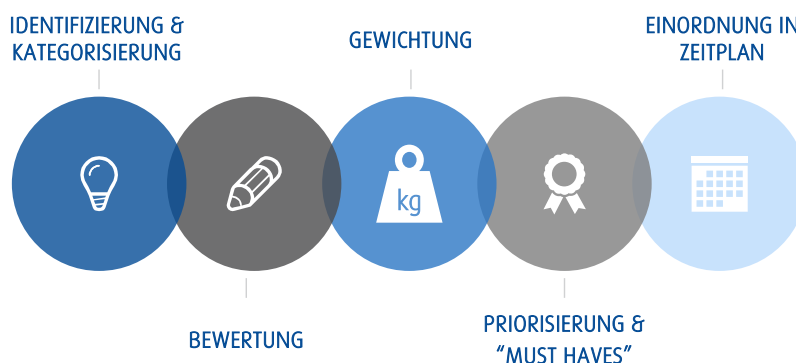 IDENTIFIZIERUNG &
KATEGORISIERUNG
BEWERTUNG
GEWICHTUNG
kg
PRIORISIERUNG &
“MUST HAVES”
EINORDNUNG IN
ZEITPLAN